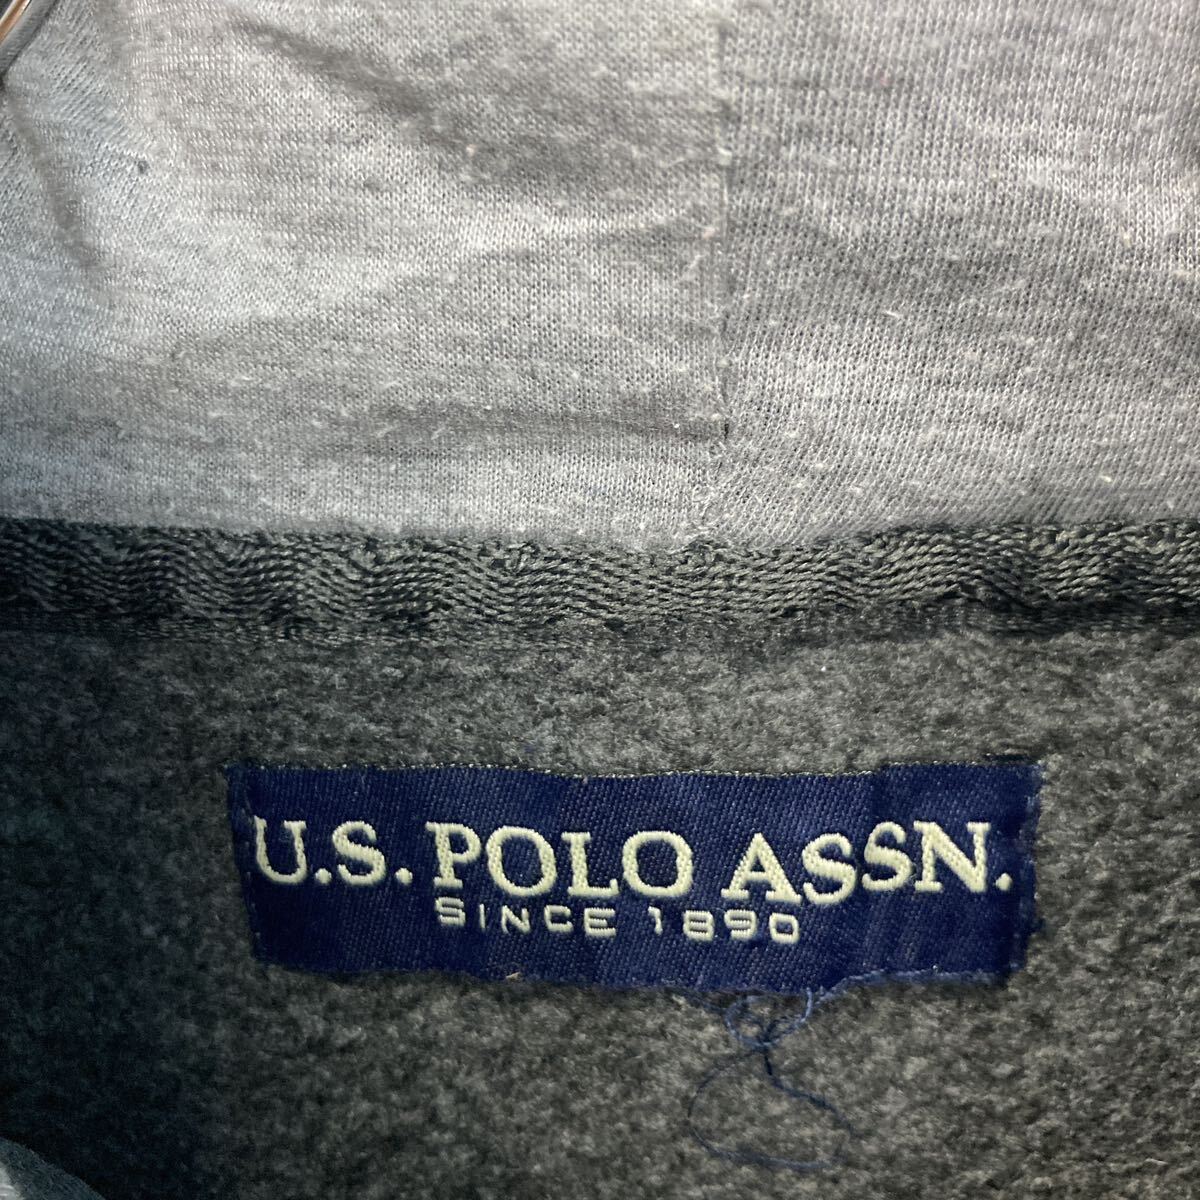 U.S. POLO ASSN.
SINCE 1890